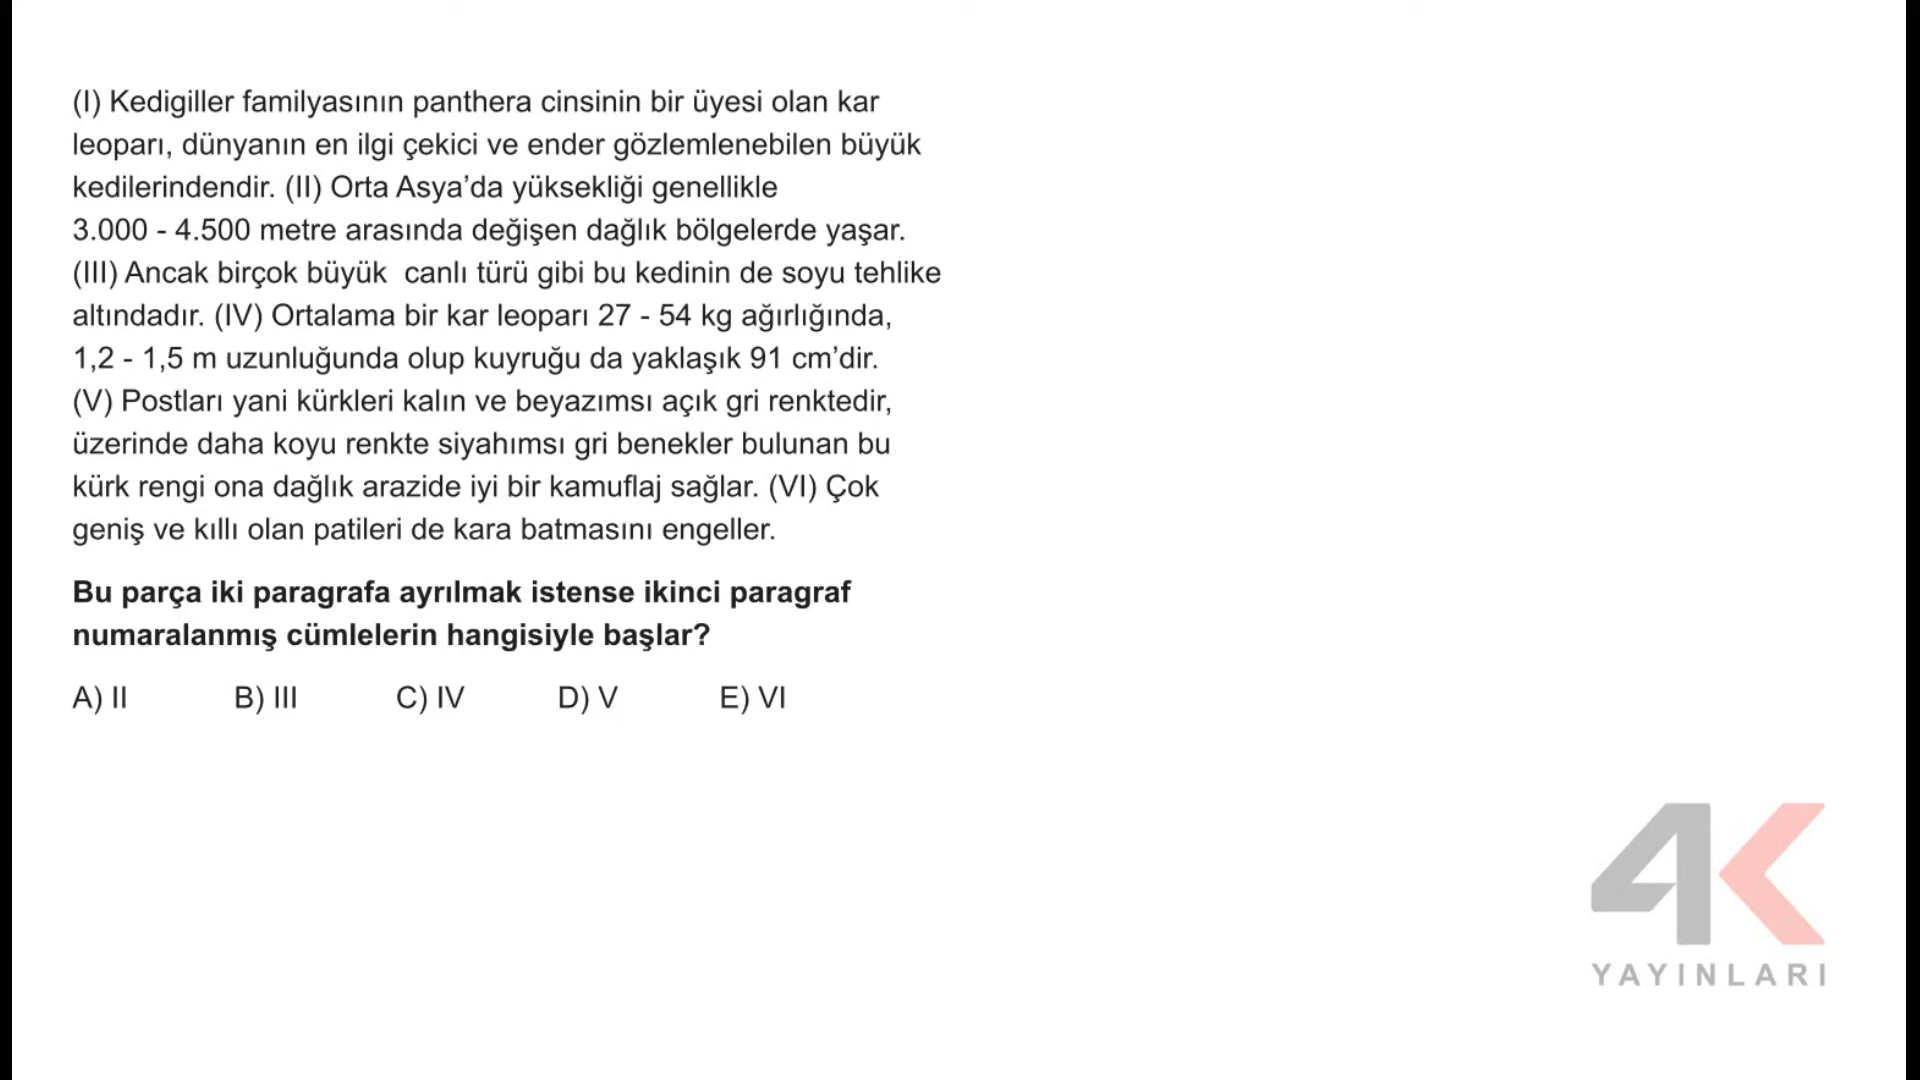 (I) Kedigiller familyasının panthera cinsinin bir üyesi olan kar
leoparı, dünyanın en ilgi çekici ve ender gözlemlenebilen büyük
kedilerindendir. (II) Orta Asya’da yüksekliği genellikle
3.000 - 4.500 metre arasında değişen dağlık bölgelerde yaşar.
(III) Ancak birçok büyük  canlı türü gibi bu kedinin de soyu tehlike
altındadır. (IV) Ortalama bir kar leoparı 27 - 54 kg ağırlığında,
1,2 - 1,5 m uzunluğunda olup kuyruğu da yaklaşık 91 cm’dir.
(V) Postları yani kürkleri kalın ve beyazımsı açık gri renktedir,
üzerinde daha koyu renkte siyahımsı gri benekler bulunan bu
kürk rengi ona dağlık arazide iyi bir kamuflaj sağlar. (VI) Çok
geniş ve kıllı olan patileri de kara batmasını engeller.
Bu parça iki paragrafa ayrılmak istense ikinci paragraf
numaralanmış cümlelerin hangisiyle başlar?
A) II B) III C) IV D) V E) VI
4K
YAYINLARI